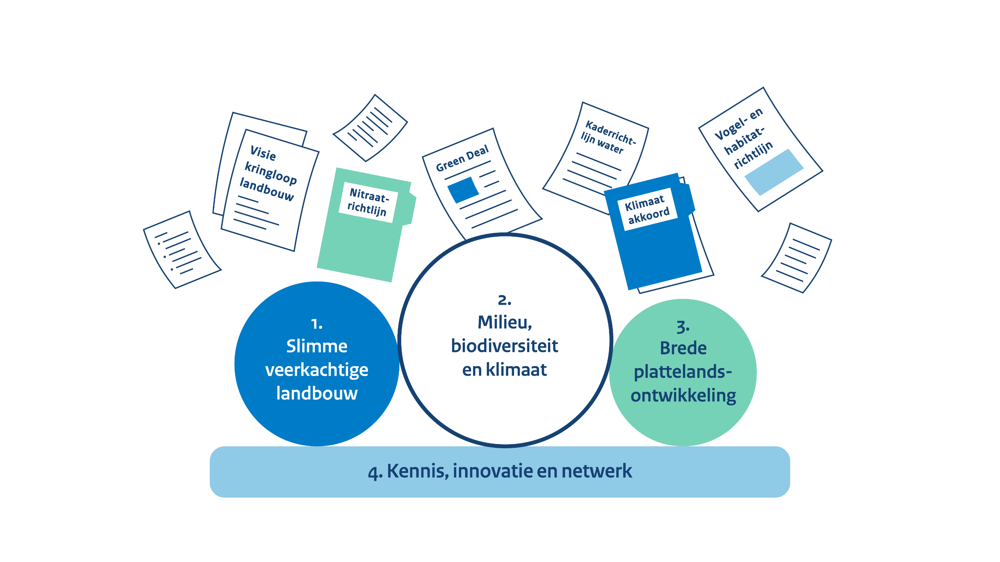 Visie
kringloop
landbouw
Nitraat-
richtlijn
Green Deal
Kaderricht-
lijn water
Klimaat
akkoord
Vogel- en
habitat-
richtlijn
1.
Slimme
veerkachtige
landbouw
2.
Milieu,
biodiversiteit
en klimaat
3.
Brede
plattelands-
ontwikkeling
4. Kennis, innovatie en netwerk